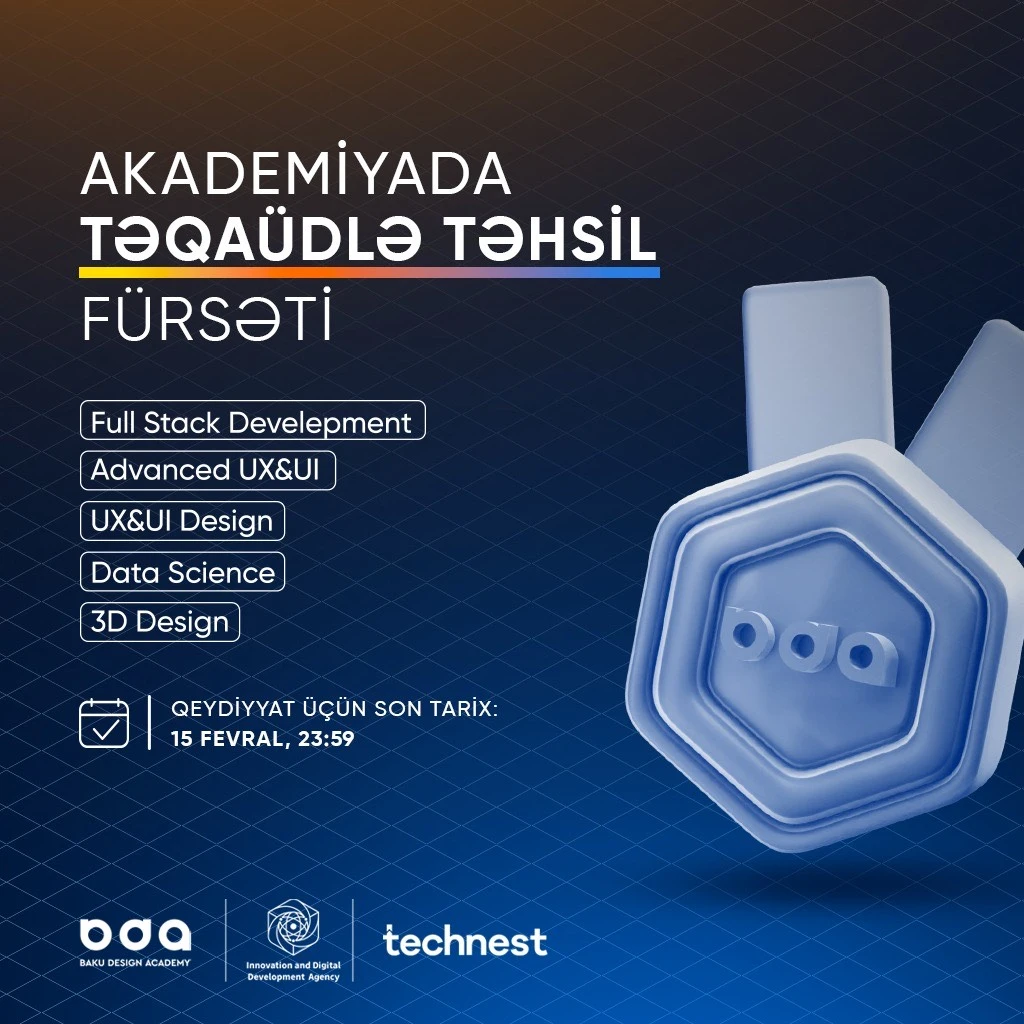 AKADEMİYADA
TƏQAÜDLƏ TƏHSİL
FÜRSƏTİ
Full Stack Develepment
Advanced UX&UI
UX&UI Design
Data Science
3D Design
QEYDİYYAT ÜÇÜN SON TARİX:
15 FEVRAL, 23:59
bda
bda
BAKU DESIGN ACADEMY
Innovation and Digital
Development Agency
technest